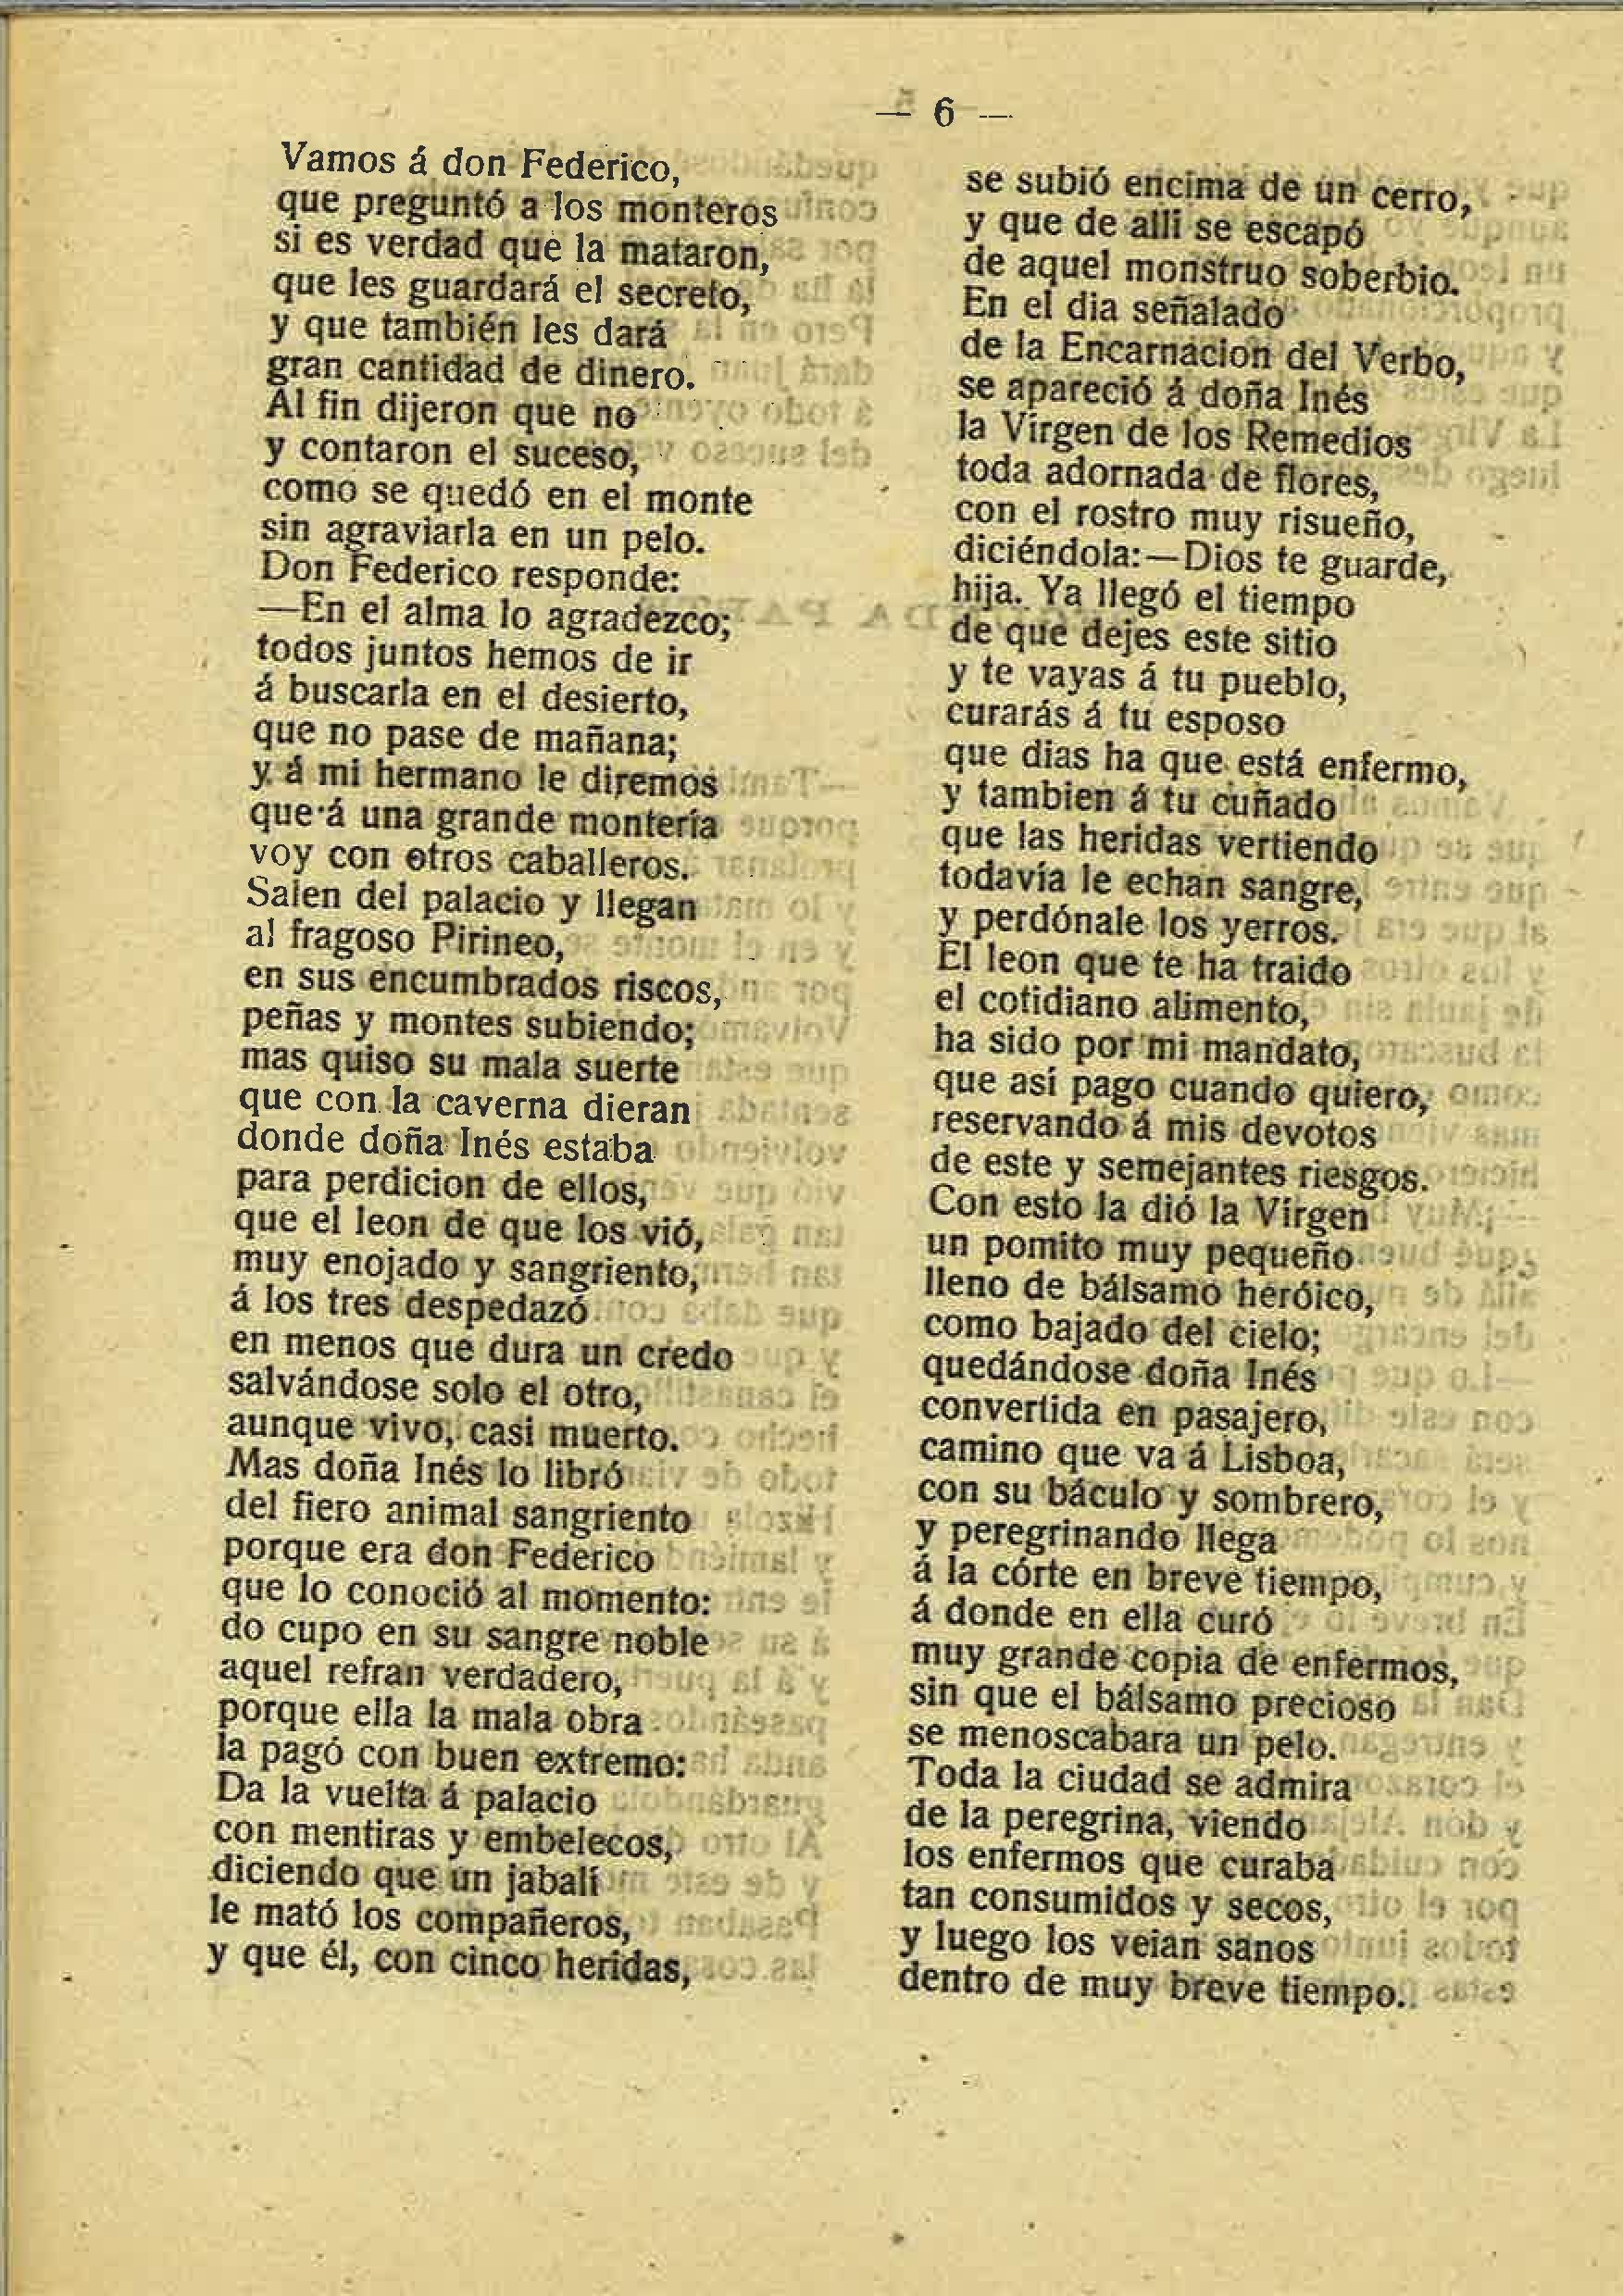 — 6 —
Vamos á don Federico,
que preguntó a los monteros
si es verdad que la mataron,
que les guardará el secreto,
y que también les dará
gran cantidad de dinero.
Al fin dijeron que no
y contaron el suceso,
como se quedó en el monte
sin agraviarla en un pelo.
Don Federico responde:
—En el alma lo agradezco;
todos juntos hemos de ir
á buscarla en el desierto,
que no pase de mañana;
y á mi hermano le diremos
que á una grande montería
voy con otros caballeros.
Salen del palacio y llegan
al fragoso Pirineo,
en sus encumbrados riscos,
peñas y montes subiendo;
mas quiso su mala suerte
que con la caverna dieran
donde doña Inés estaba
para perdicion de ellos,
que el leon de que los vió,
muy enojado y sangriento,
á los tres despedazó
en menos que dura un credo
salvándose solo el otro,
aunque vivo, casi muerto.
Mas doña Inés lo libró
del fiero animal sangriento
porque era don Federico
que lo conoció al momento:
do cupo en su sangre noble
aquel refran verdadero,
porque ella la mala obra
la pagó con buen extremo:
Da la vuelta á palacio
con mentiras y embelecos,
diciendo que un jabalí
le mató los compañeros,
y que él, con cinco heridas,
se subió encima de un cerro,
y que de alli se escapó
de aquel monstruo soberbio.
En el dia señalado
de la Encarnacion del Verbo,
se apareció á doña Inés
la Vírgen de los Remedios
toda adornada de flores,
con el rostro muy risueño,
diciéndola:—Dios te guarde,
hija. Ya llegó el tiempo
de que dejes este sitio
y te vayas á tu pueblo,
curarás á tu esposo
que dias ha que está enfermo,
y tambien á tu cuñado
que las heridas vertiendo
todavía le echan sangre,
y perdónale los yerros.
El leon que te ha traido
el cotidiano alimento,
ha sido por mi mandato,
que así pago cuando quiero,
reservando á mis devotos
de este y semejantes riesgos.
Con esto la dió la Vírgen
un pomito muy pequeño
lleno de bálsamo heróico,
como bajado del cielo;
quedándose doña Inés
convertida en pasajero,
camino que va á Lisboa,
con su báculo y sombrero,
y peregrinando llega
á la córte en breve tiempo,
á donde en ella curó
muy grande copia de enfermos,
sin que el bálsamo precioso
se menoscabara un pelo.
Toda la ciudad se admira
de la peregrina, viendo
los enfermos que curaba
tan consumidos y secos,
y luego los veian sanos
dentro de muy breve tiempo.